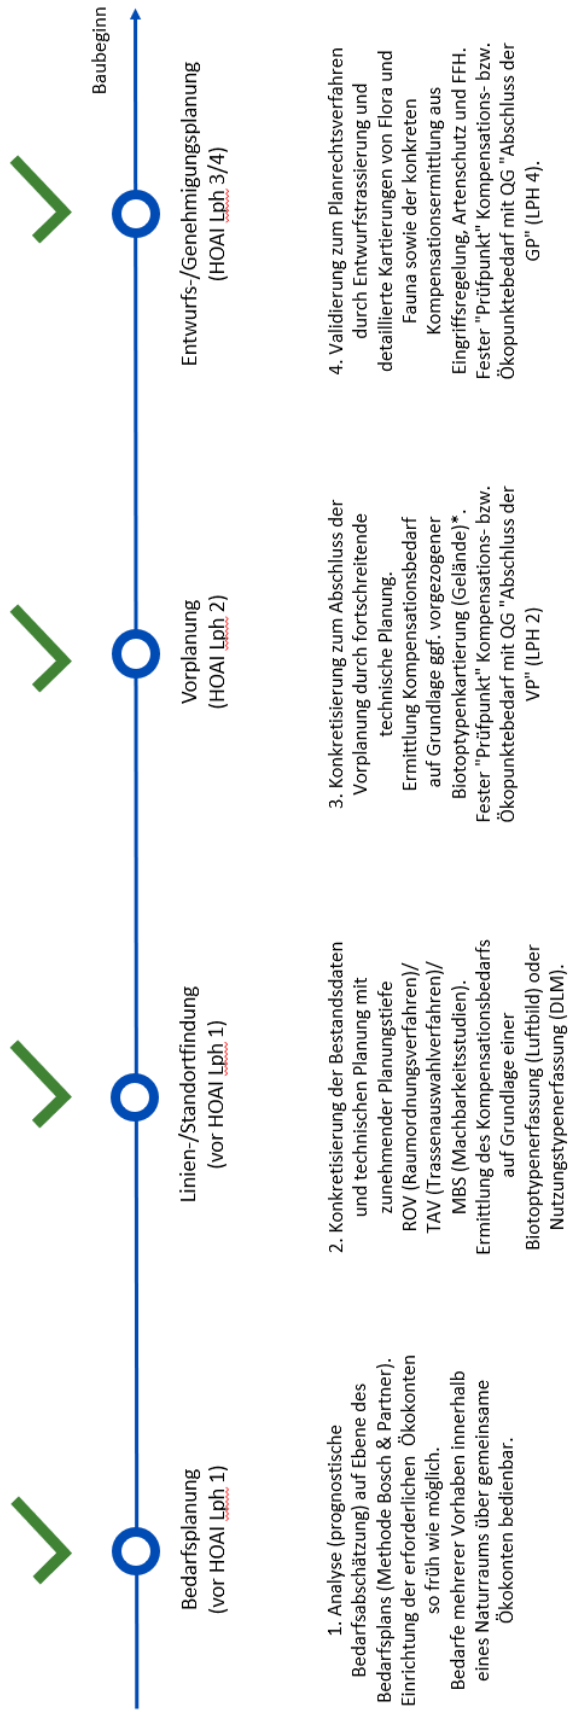 Bedarfsplanung
(vor HOAI Lph 1)
1. Analyse (prognostische
Bedarfsabschätzung) auf Ebene des
Bedarfsplans (Methode Bosch & Partner).
Einrichtung der erforderlichen Ökokonten
so früh wie möglich.
Bedarfe mehrerer Vorhaben innerhalb
eines Naturraums über gemeinsame
Ökokonten bedienbar.
Linien-/Standortfindung
(vor HOAI Lph 1)
2. Konkretisierung der Bestandsdaten
und technischen Planung mit
zunehmender Planungstiefe
ROV (Raumordnungsverfahren)/
TAV (Trassenauswahlverfahren)/
MBS (Machbarkeitsstudien).
Ermittlung des Kompensationsbedarfs
auf Grundlage einer
Biotoptypenerfassung (Luftbild) oder
Nutzungstypenerfassung (DLM).
Vorplanung
(HOAI Lph 2)
3. Konkretisierung zum Abschluss der
Vorplanung durch fortschreitende
technische Planung.
Ermittlung Kompensationsbedarf
auf Grundlage ggf. vorgezogener
Biotoptypenkartierung (Gelände)*.
Fester "Prüfpunkt" Kompensations- bzw.
Ökopunktebedarf mit QG "Abschluss der
VP" (LPH 2)
Entwurfs-/Genehmigungsplanung
(HOAI Lph 3/4)
4. Validierung zum Planrechtsverfahren
durch Entwurfstrassierung und
detaillierte Kartierungen von Flora und
Fauna sowie der konkreten
Kompensationsermittlung aus
Eingriffsregelung, Artenschutz und FFH.
Fester "Prüfpunkt" Kompensations- bzw.
Ökopunktebedarf mit QG "Abschluss der
GP" (LPH 4).
Baubeginn